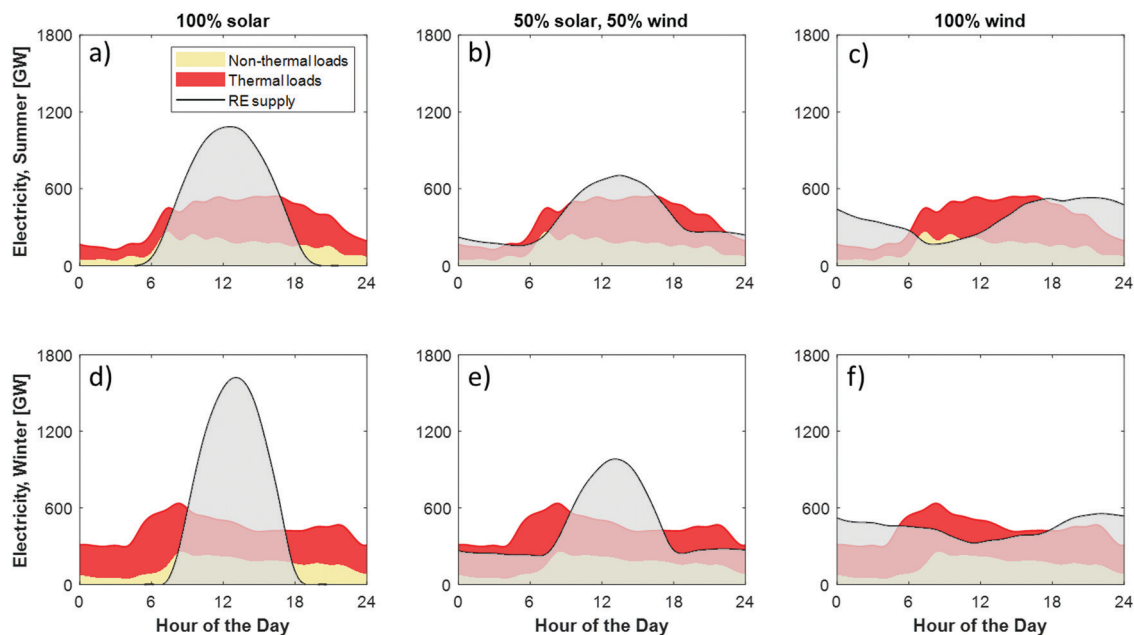 100% solar
50% solar, 50% wind
100% wind
Electricity, Summer [GW]
1800
1200
600
0
a)
Non-thermal loads
Thermal loads
RE supply
0 6 12 18 24
1800
1200
600
0
b)
0 6 12 18 24
1800
1200
600
0
c)
0 6 12 18 24
Electricity, Winter [GW]
1800
1200
600
0
d)
0 6 12 18 24
Hour of the Day
1800
1200
600
0
e)
0 6 12 18 24
Hour of the Day
1800
1200
600
0
f)
0 6 12 18 24
Hour of the Day